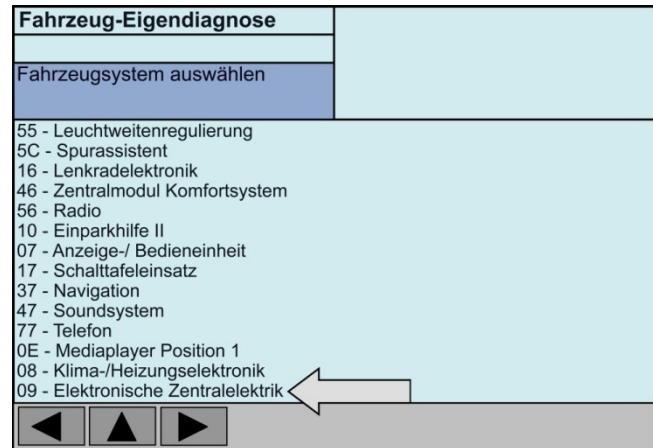 Fahrzeug-Eigendiagnose
Fahrzeugsystem auswählen
55 - Leuchtweitenregulierung
5C - Spurassistent
16 - Lenkradelektronik
46 - Zentralmodul Komfortsystem
56 - Radio
10 - Einparkhilfe II
07 - Anzeige-/ Bedieneinheit
17 - Schalttafeleinsatz
37 - Navigation
47 - Soundsystem
77 - Telefon
0E - Mediaplayer Position 1
08 - Klima-/Heizungselektronik
09 - Elektronische Zentralelektrik